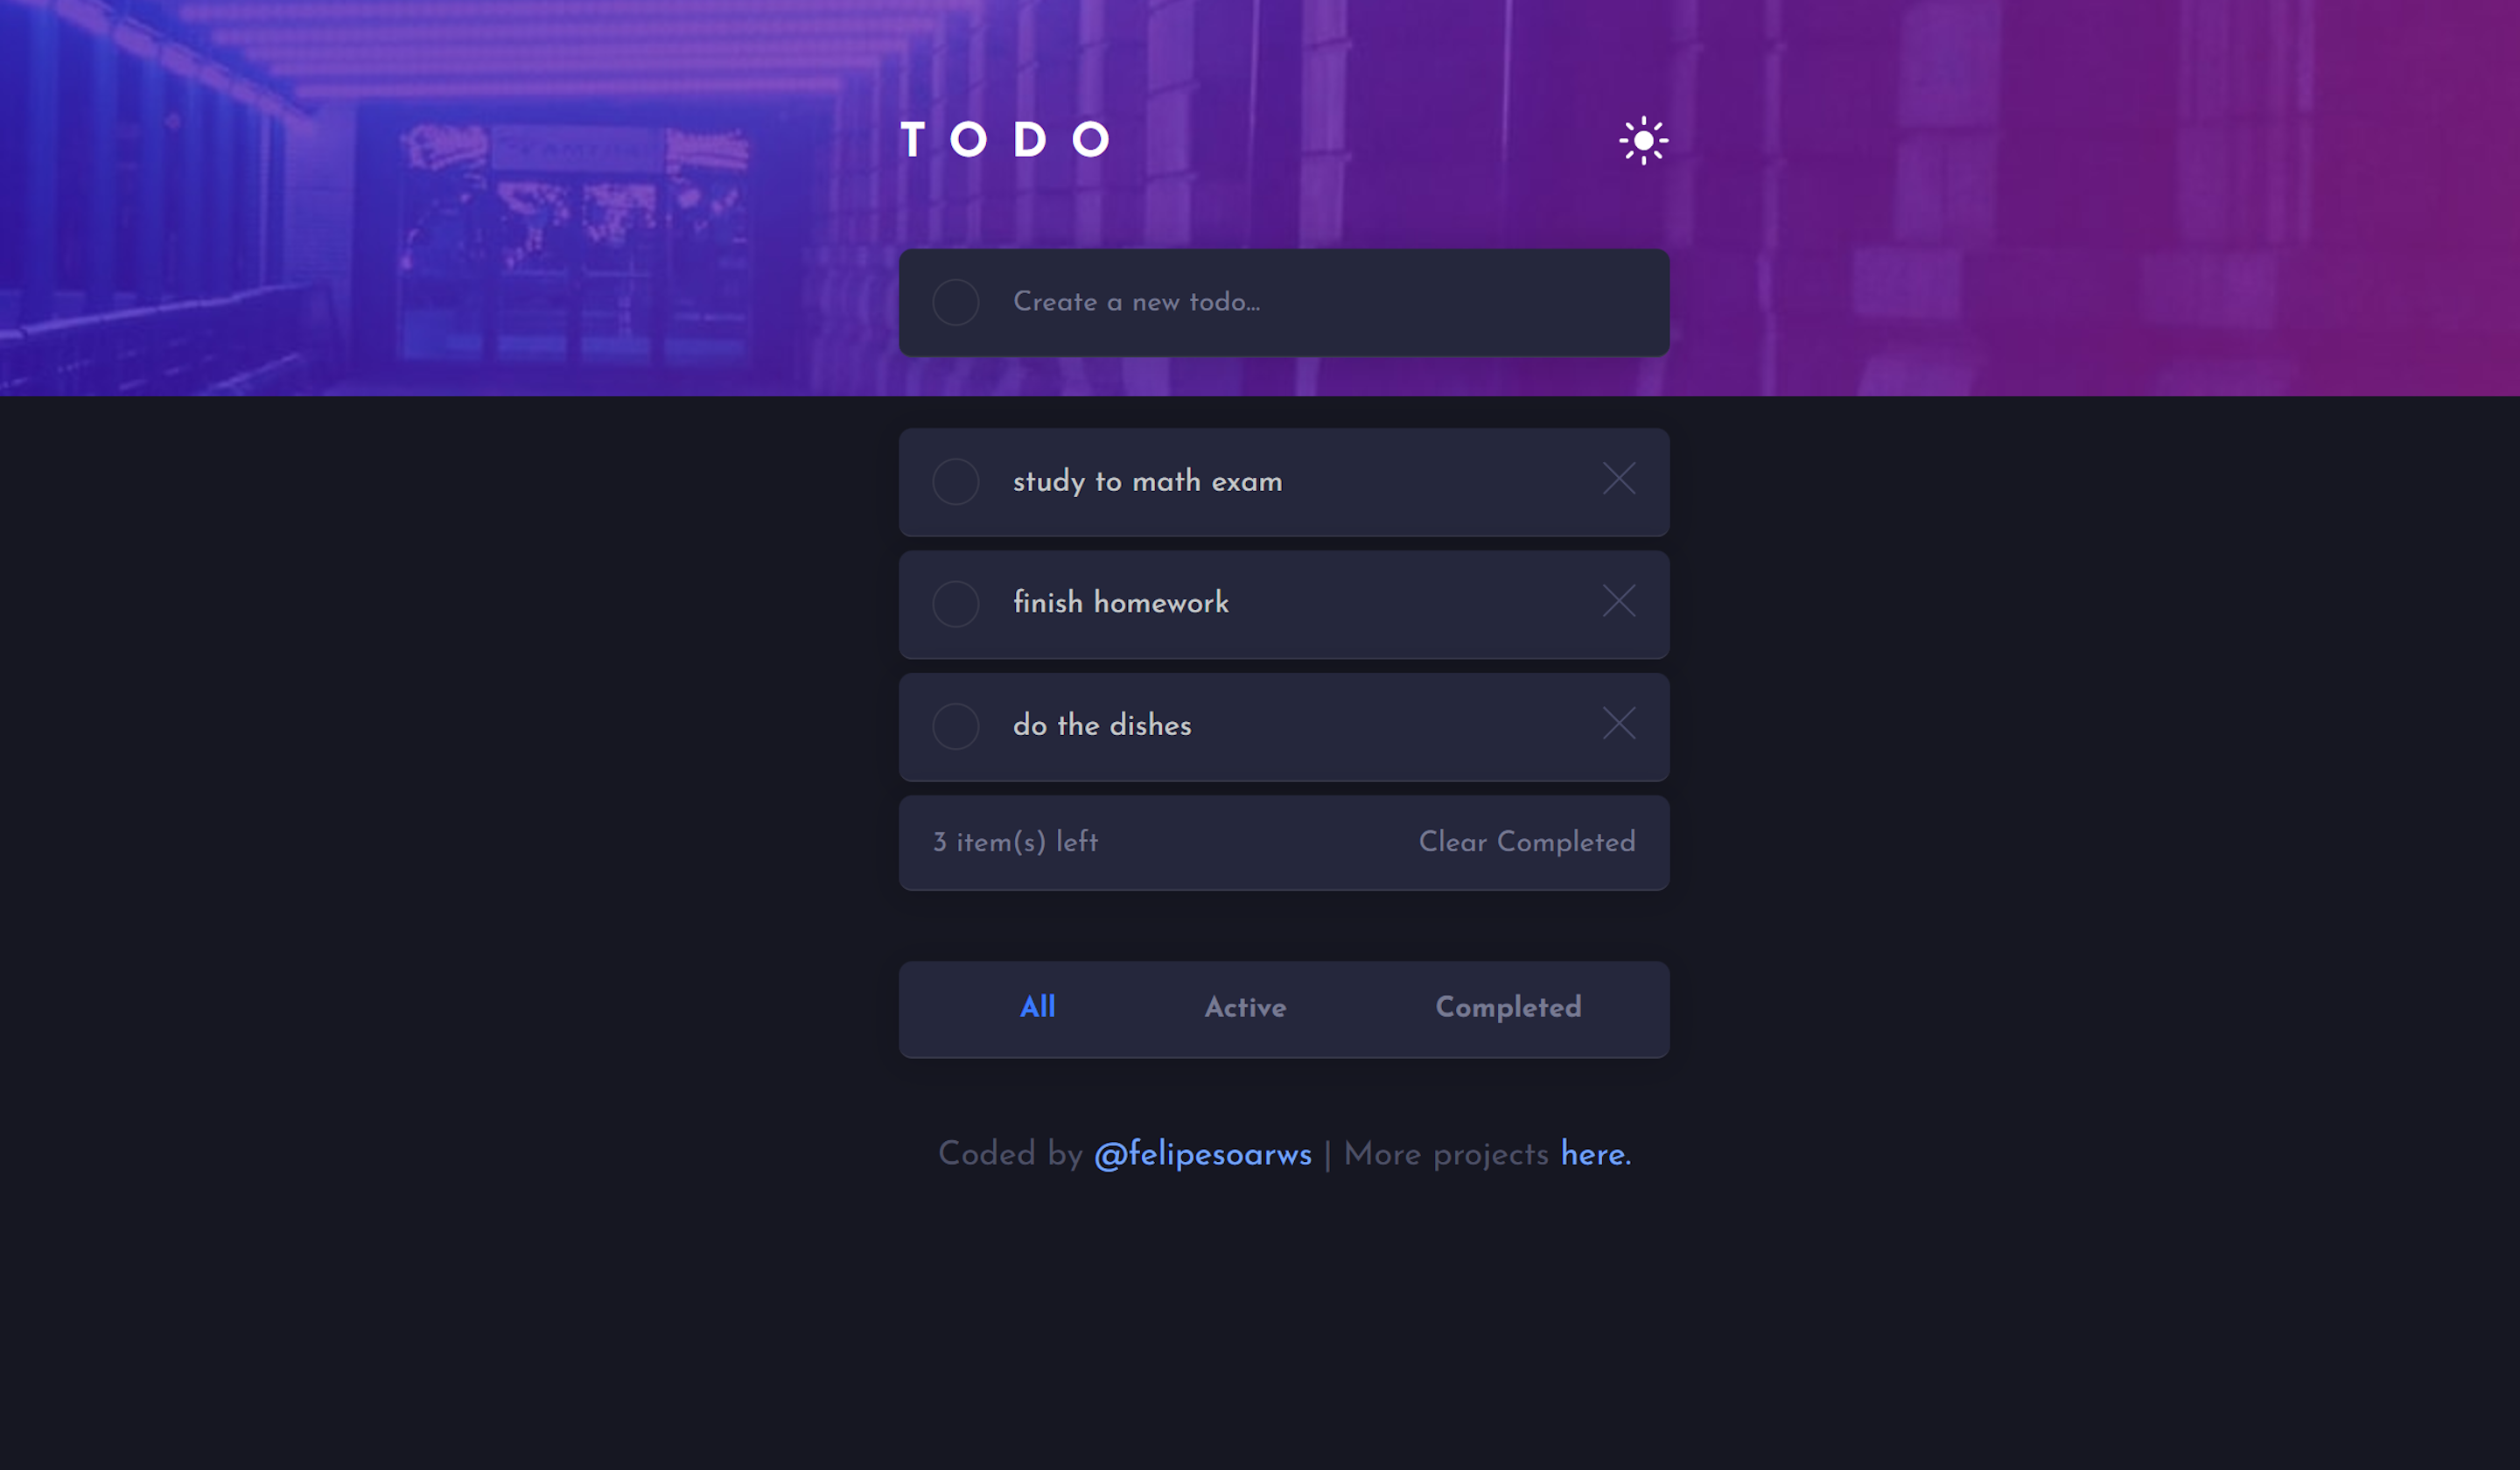 TODO
Create a new todo...
study to math exam
finish homework
do the dishes
3 item(s) left Clear Completed
All Active Completed
Coded by @felipesoarws | More projects here.